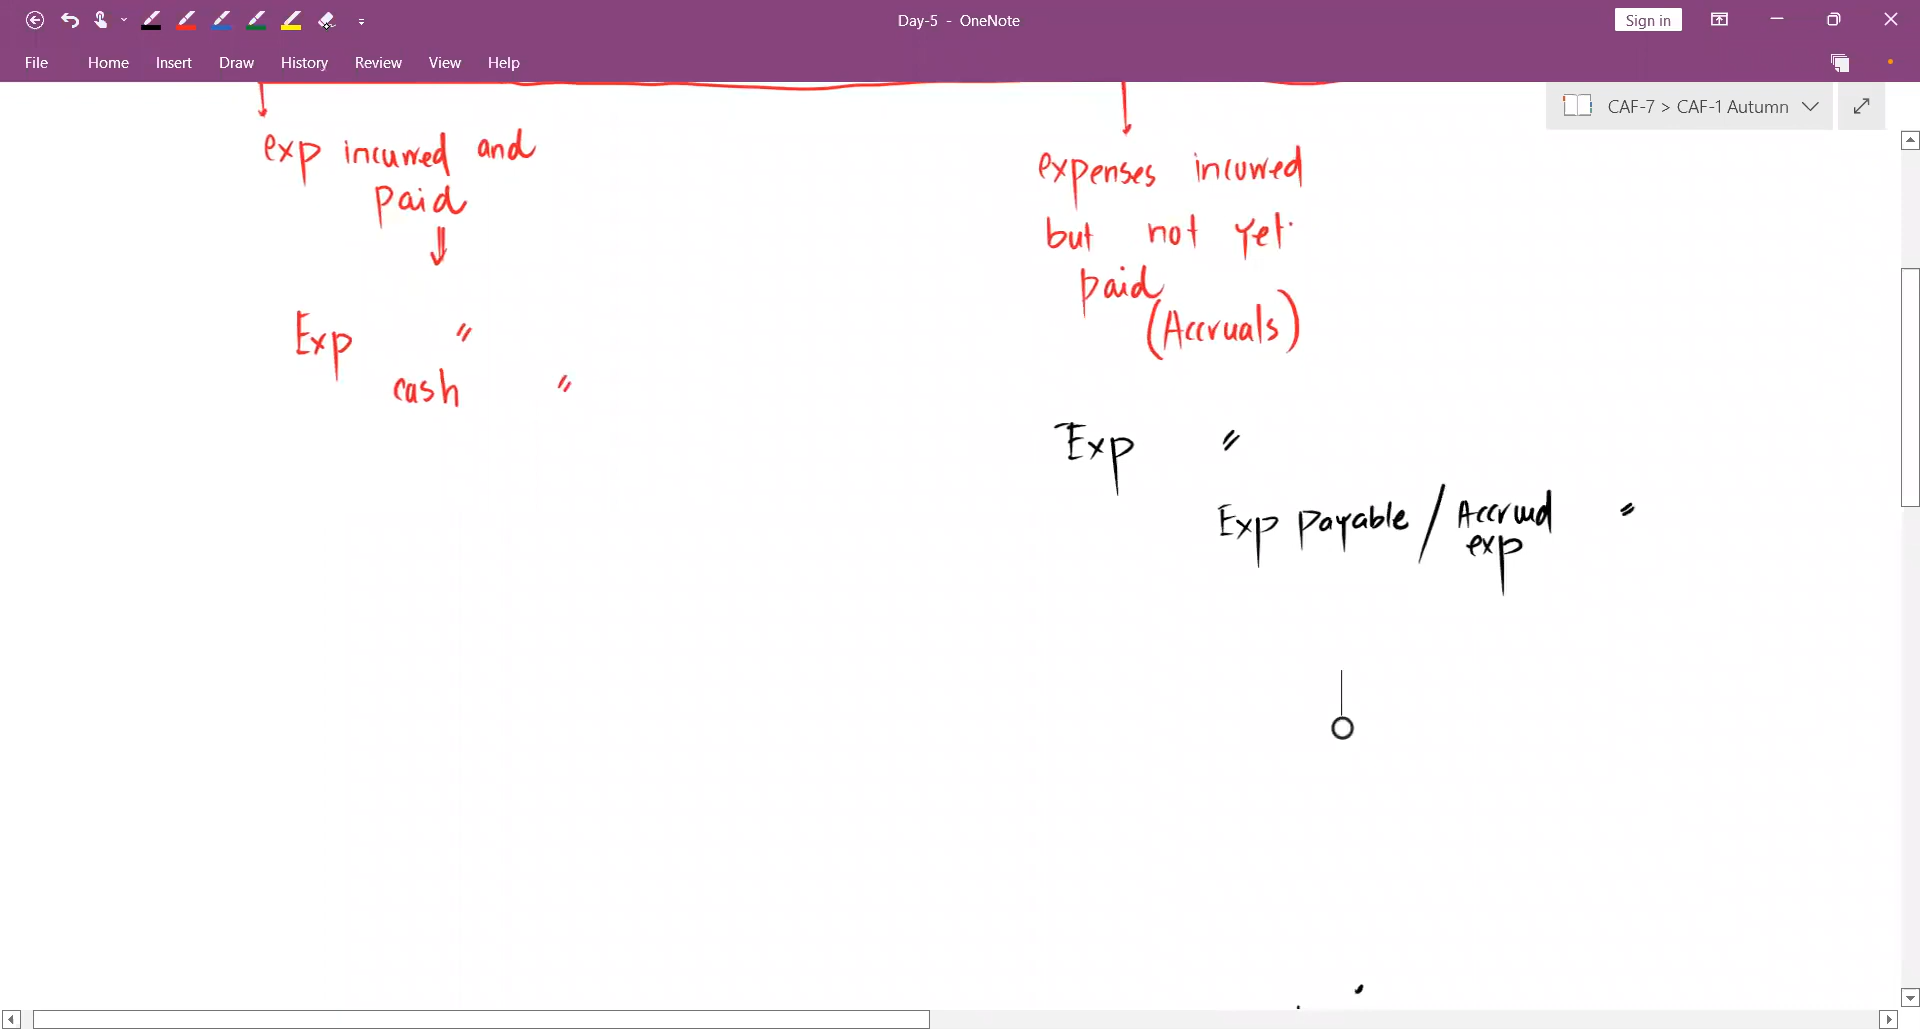 Day-5 - OneNote
Sign in
File Home Insert Draw History Review View Help
CAF-7 > CAF-1 Autumn
exp incurred and
paid
Exp "
cash "
expenses incurred
but not yet
paid
(Accruals)
Exp "
Exp payable / Accrued "
exp